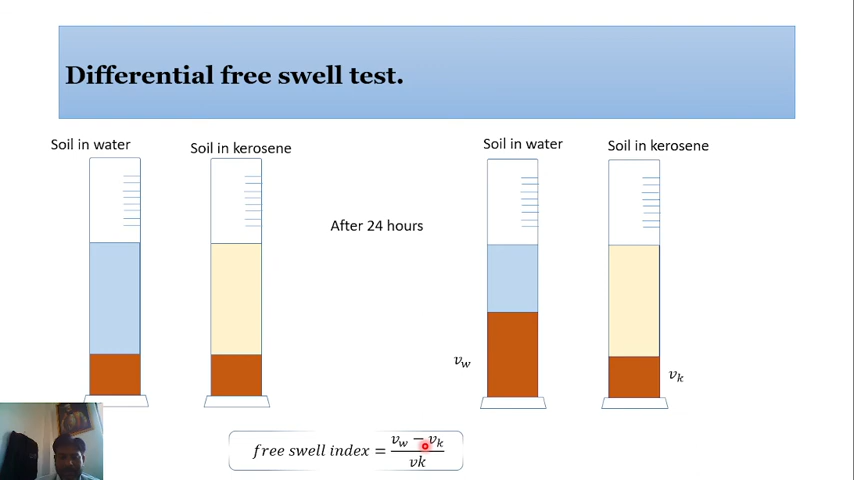 Differential free swell test.
Soil in water
Soil in kerosene
Soil in water
Soil in kerosene
After 24 hours
v_w
v_k
free swell index = \frac{v_w - v_k}{vk}